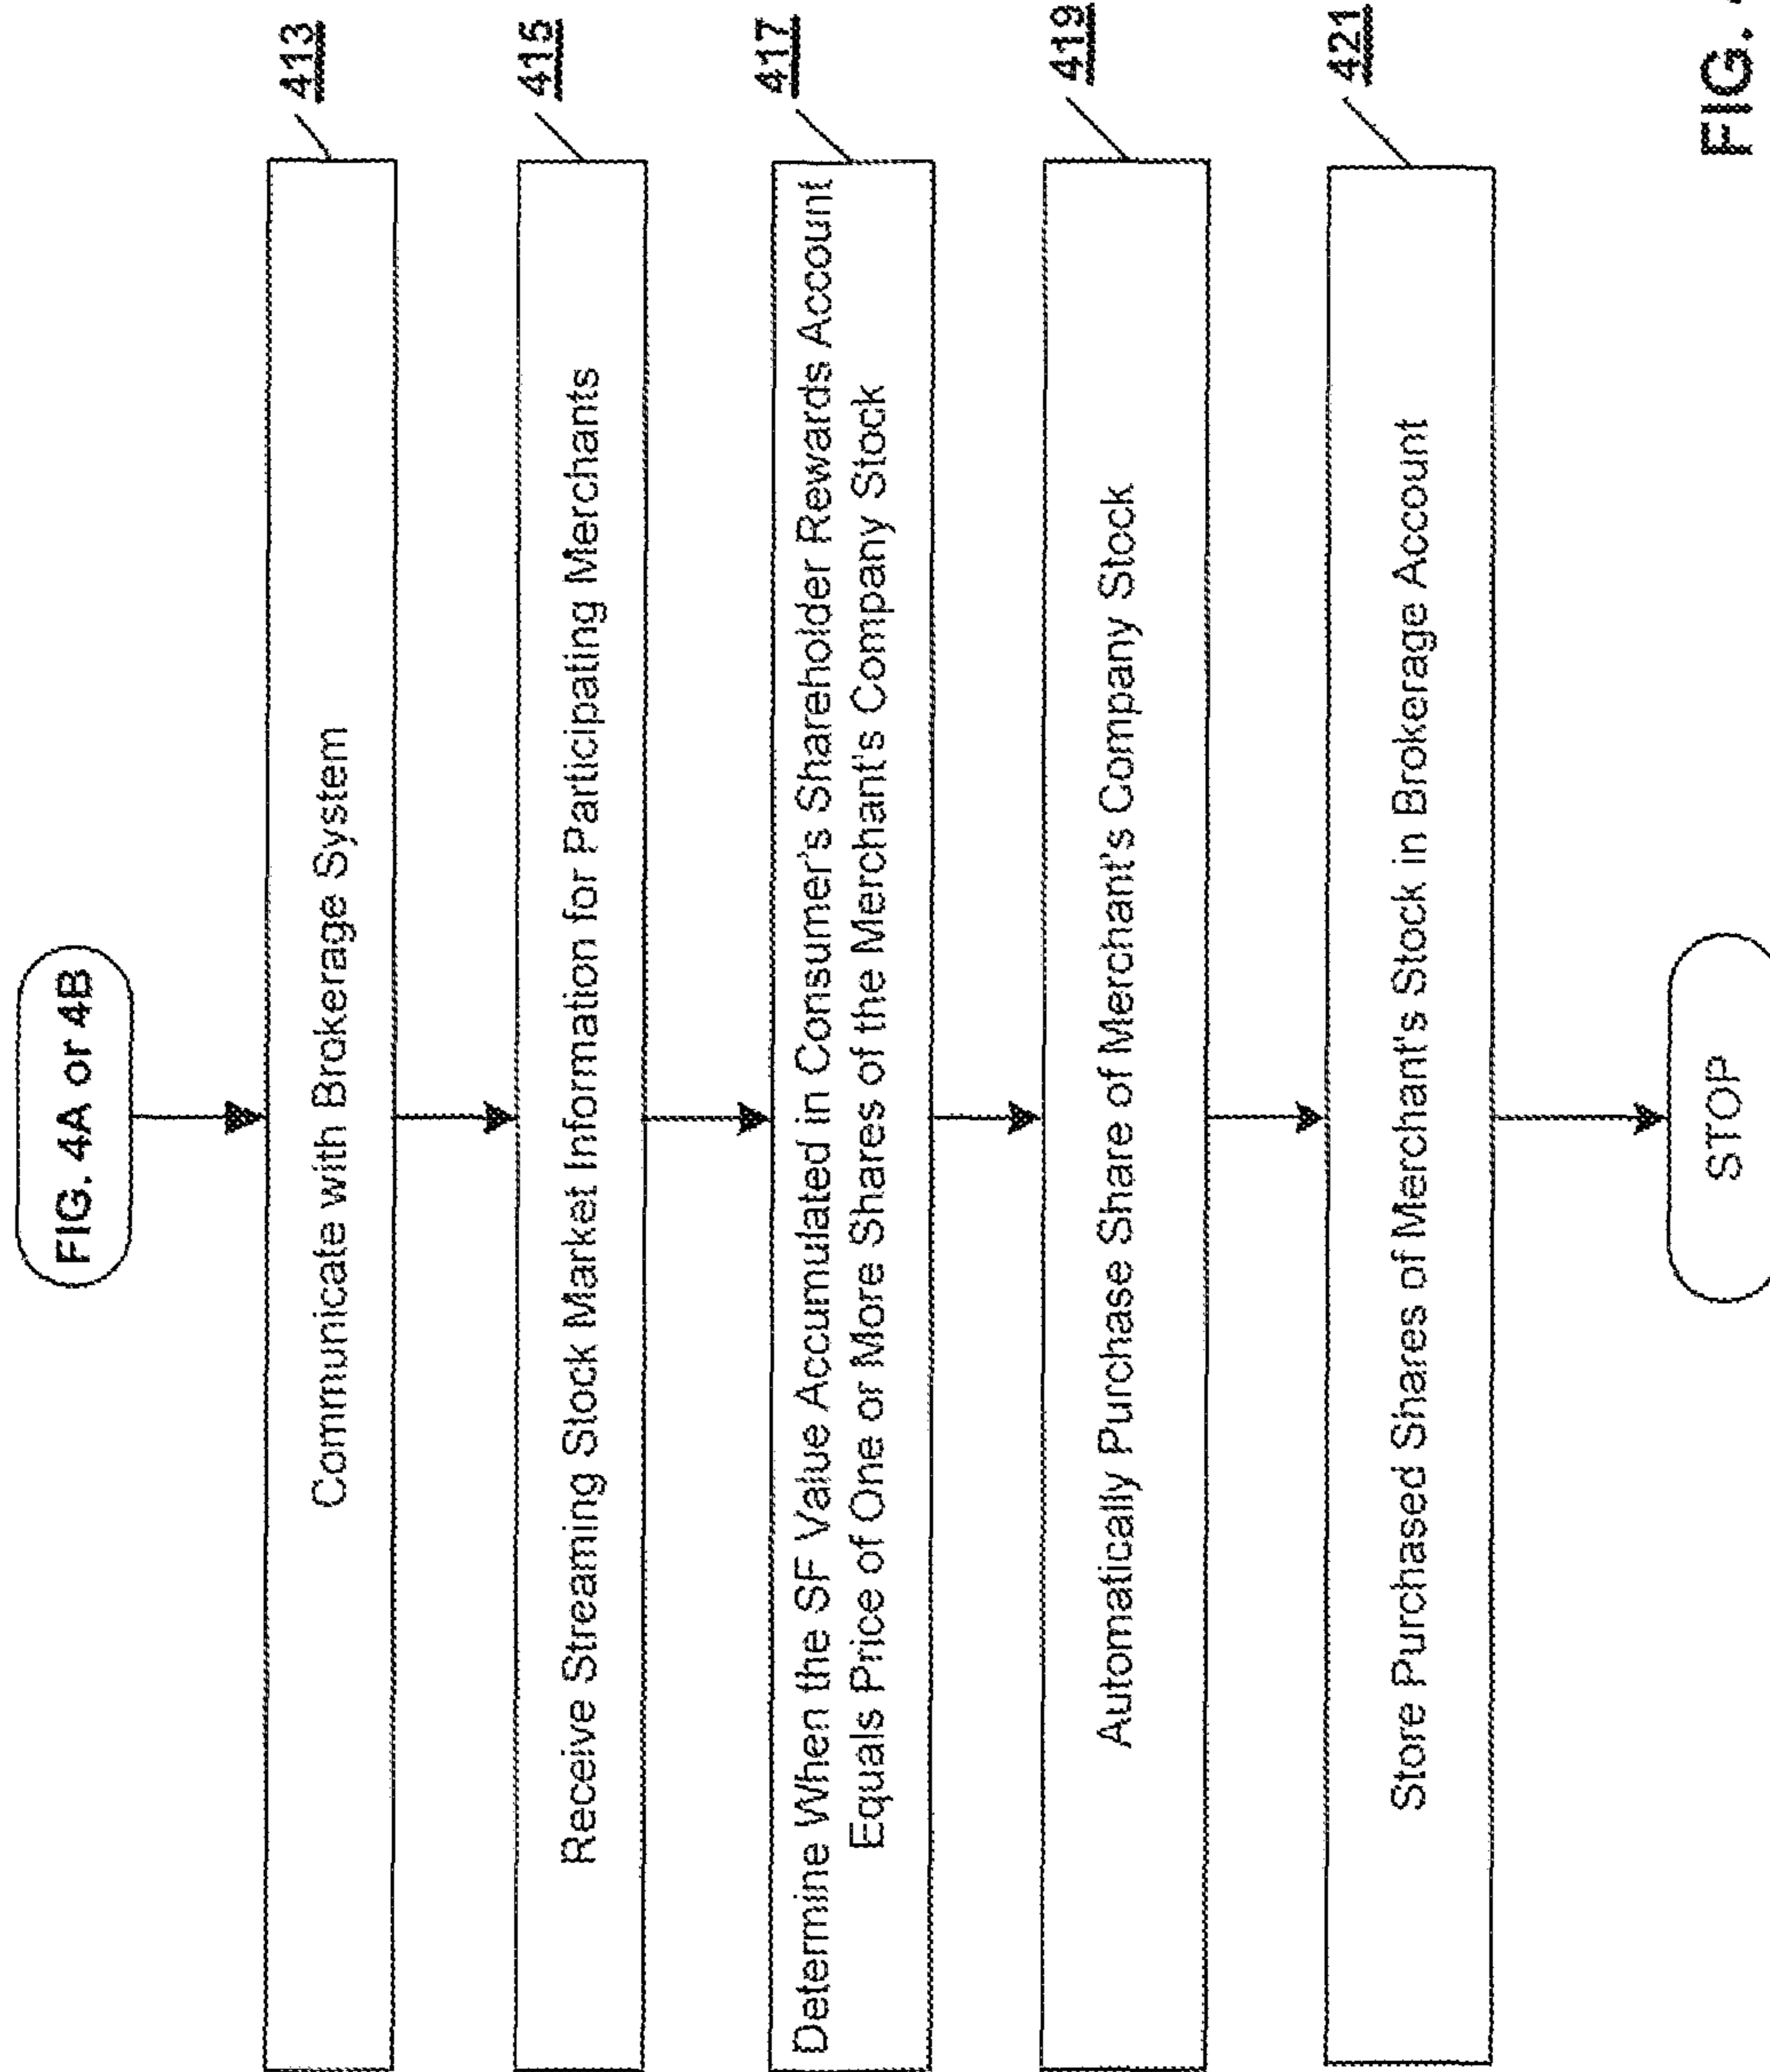 FIG. 4A or 4B
Communicate with Brokerage System
413
Receive Streaming Stock Market Information for Participating Merchants
415
Determine When the SF Value Accumulated in Consumer's Shareholder Rewards Account
Equals Price of One or More Shares of the Merchant's Company Stock
417
Automatically Purchase Share of Merchant's Company Stock
419
Store Purchased Shares of Merchant's Stock in Brokerage Account
421
STOP
FIG.